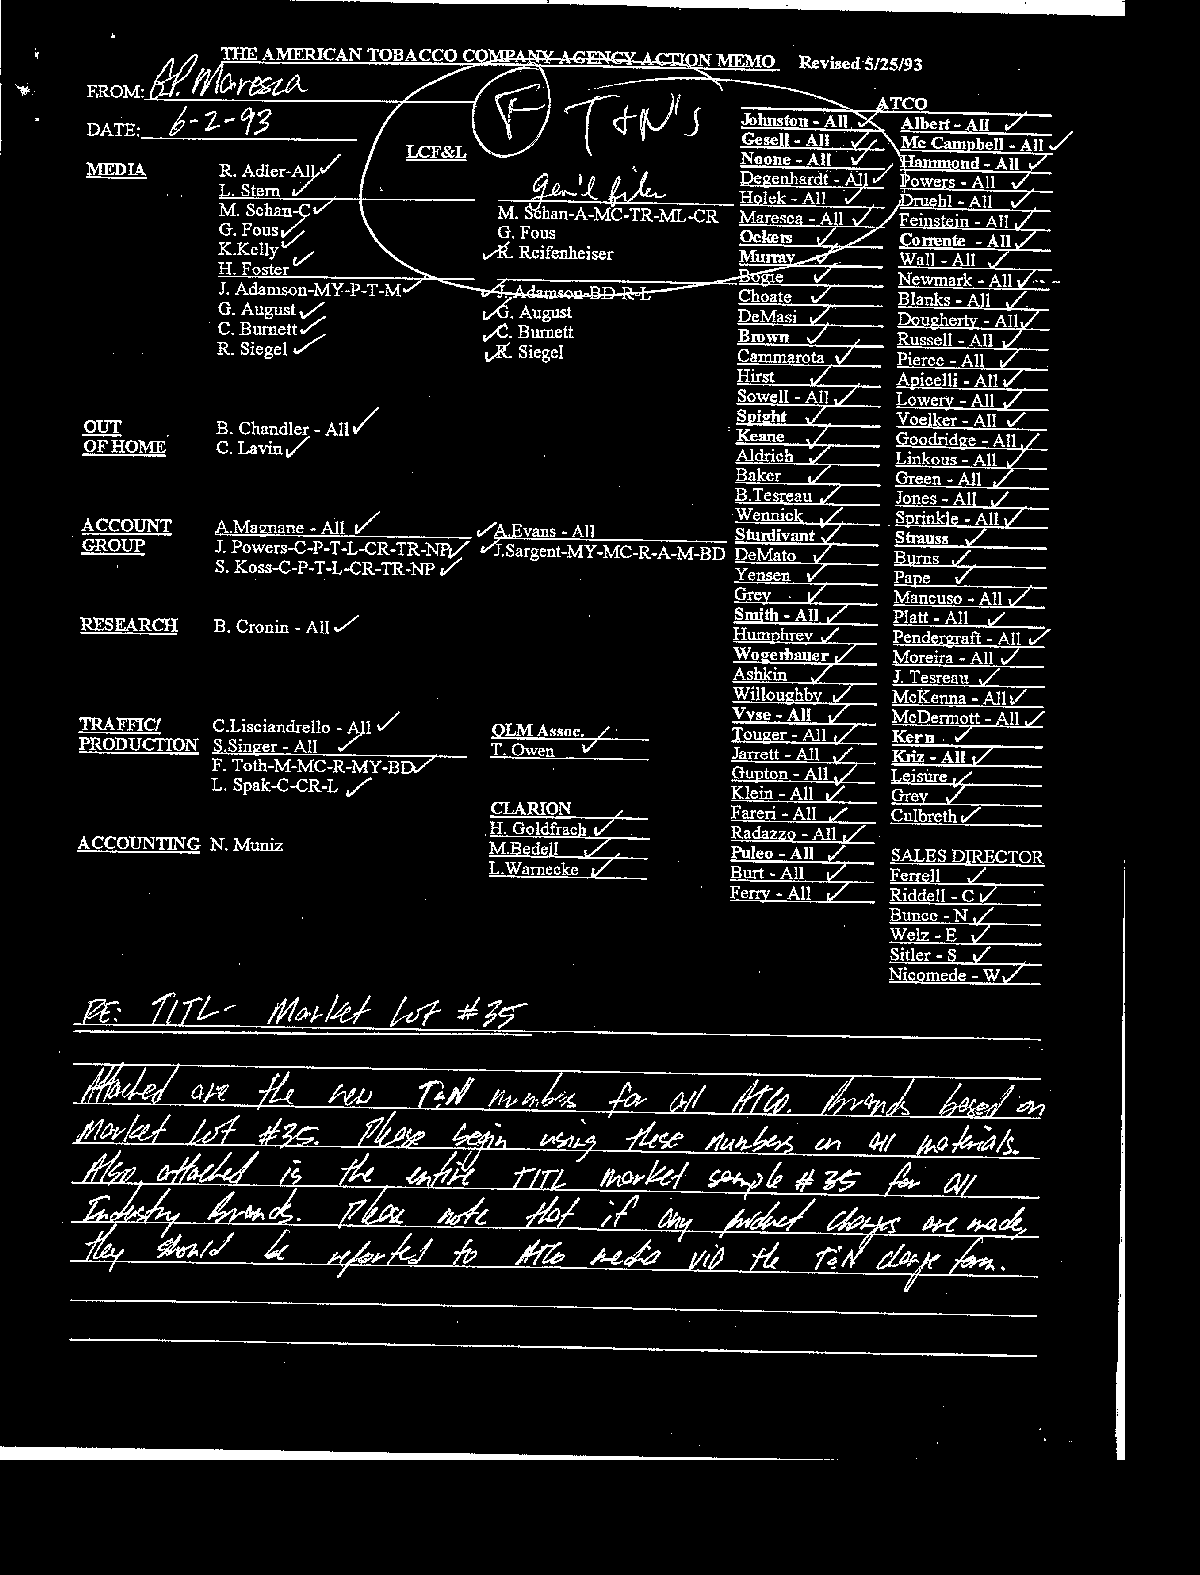 THE AMERICAN TOBACCO COMPANY AGENCY ACTION MEMO Revised 5/25/93
FROM: Maresca
DATE: 6-2-93
F T&N's
gen'l files
LCF&L
MEDIA
R. Adler-All
L. Stern
M. Schan-C
G. Fous
K.Kelly
H. Foster
J. Adamson-MY-P-T-M
G. August
C. Burnett
R. Siegel
M. Schan-A-MC-TR-ML-CR
G. Fous
K. Reifenheiser
J. Adamson-BD-R-L
G. August
C. Burnett
R. Siegel
OUT
OF HOME
B. Chandler - All
C. Lavin
ACCOUNT
GROUP
A.Magnane - All
J. Powers-C-P-T-L-CR-TR-NP
S. Koss-C-P-T-L-CR-TR-NP
A.Evans - All
J.Sargent-MY-MC-R-A-M-BD
RESEARCH
B. Cronin - All
TRAFFIC/
PRODUCTION
C.Lisciandrello - All
S.Singer - All
F. Toth-M-MC-R-MY-BD
L. Spak-C-CR-L
OLM Assoc.
T. Owen
CLARION
H. Goldfrach
M.Bedell
L.Warnecke
ACCOUNTING N. Muniz
ATCO
Johnston - All
Gesell - All
Noone - All
Degenhardt - All
Holek - All
Maresca - All
Ockers
Murray
Bogie
Choate
DeMasi
Brown
Cammarota
Hirst
Sowell - All
Spight
Keane
Aldrich
Baker
B.Tesreau
Wennick
Sturdivant
DeMato
Yensen
Grey
Smith - All
Humphrey
Wogerbauer
Ashkin
Willoughby
Vyse - All
Touger - All
Jarrett - All
Gupton - All
Klein - All
Fareri - All
Radazzo - All
Puleo - All
Burt - All
Ferry - All
Albert - All
Mc Campbell - All
Hammond - All
Powers - All
Druehl - All
Feinstein - All
Corrente - All
Wall - All
Newmark - All
Blanks - All
Dougherty - All
Russell - All
Pierce - All
Apicelli - All
Lowery - All
Voelker - All
Goodridge - All
Linkous - All
Green - All
Jones - All
Sprinkle - All
Strauss
Burns
Pape
Mancuso - All
Platt - All
Pendergraft - All
Moreira - All
J. Tesreau
McKenna - All
McDermott - All
Kern
Kriz - All
Leisure
Grey
Culbreth
SALES DIRECTOR
Ferrell
Riddell - C
Bunce - N
Welz - E
Sitler - S
Nicomede - W
RE: TITL - Market Lot #35
Attached are the new T&N numbers for all ATCo. Brands based on
Market Lot #35. Please begin using these numbers on all materials.
Also, attached is the entire TITL market sample #35 for all
Industry Brands. Please note that if any product changes are made,
they should be reported to ATCo media via the T&N change form.